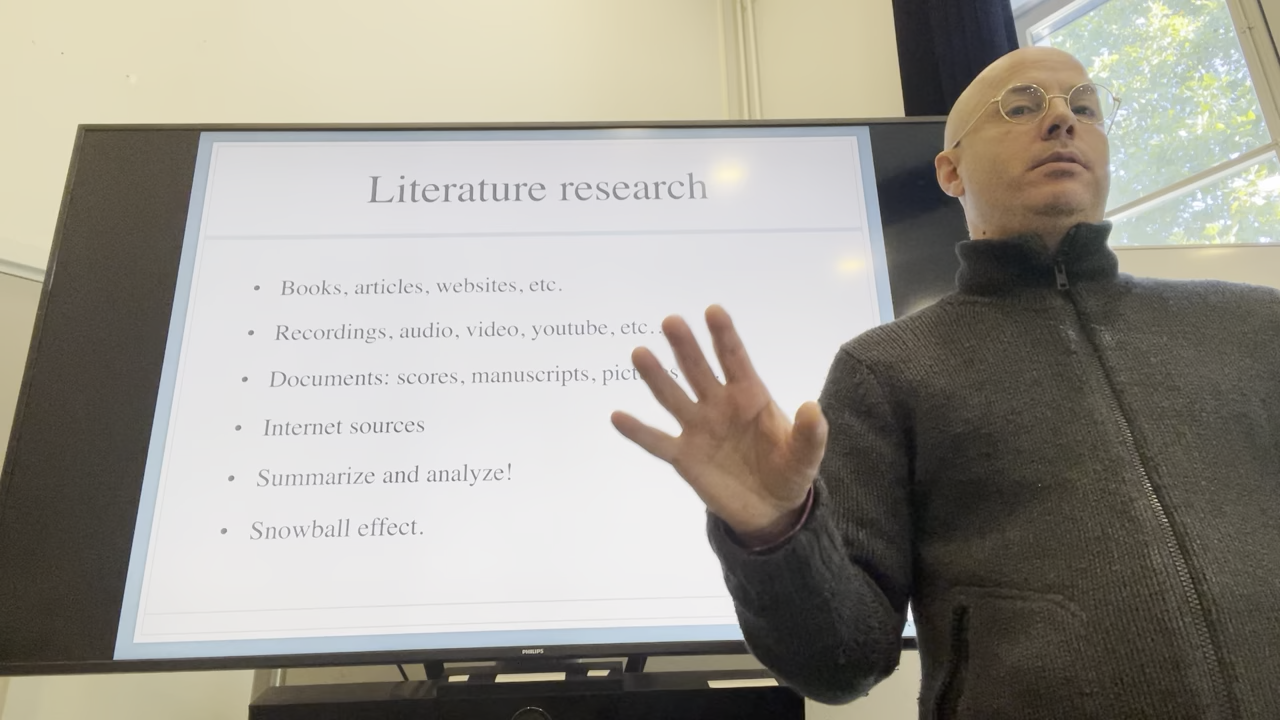 Literature research
• Books, articles, websites, etc.
• Recordings, audio, video, youtube, etc..
• Documents: scores, manuscripts,
• Internet sources
• Summarize and analyze!
• Snowball effect.
PHILIPS